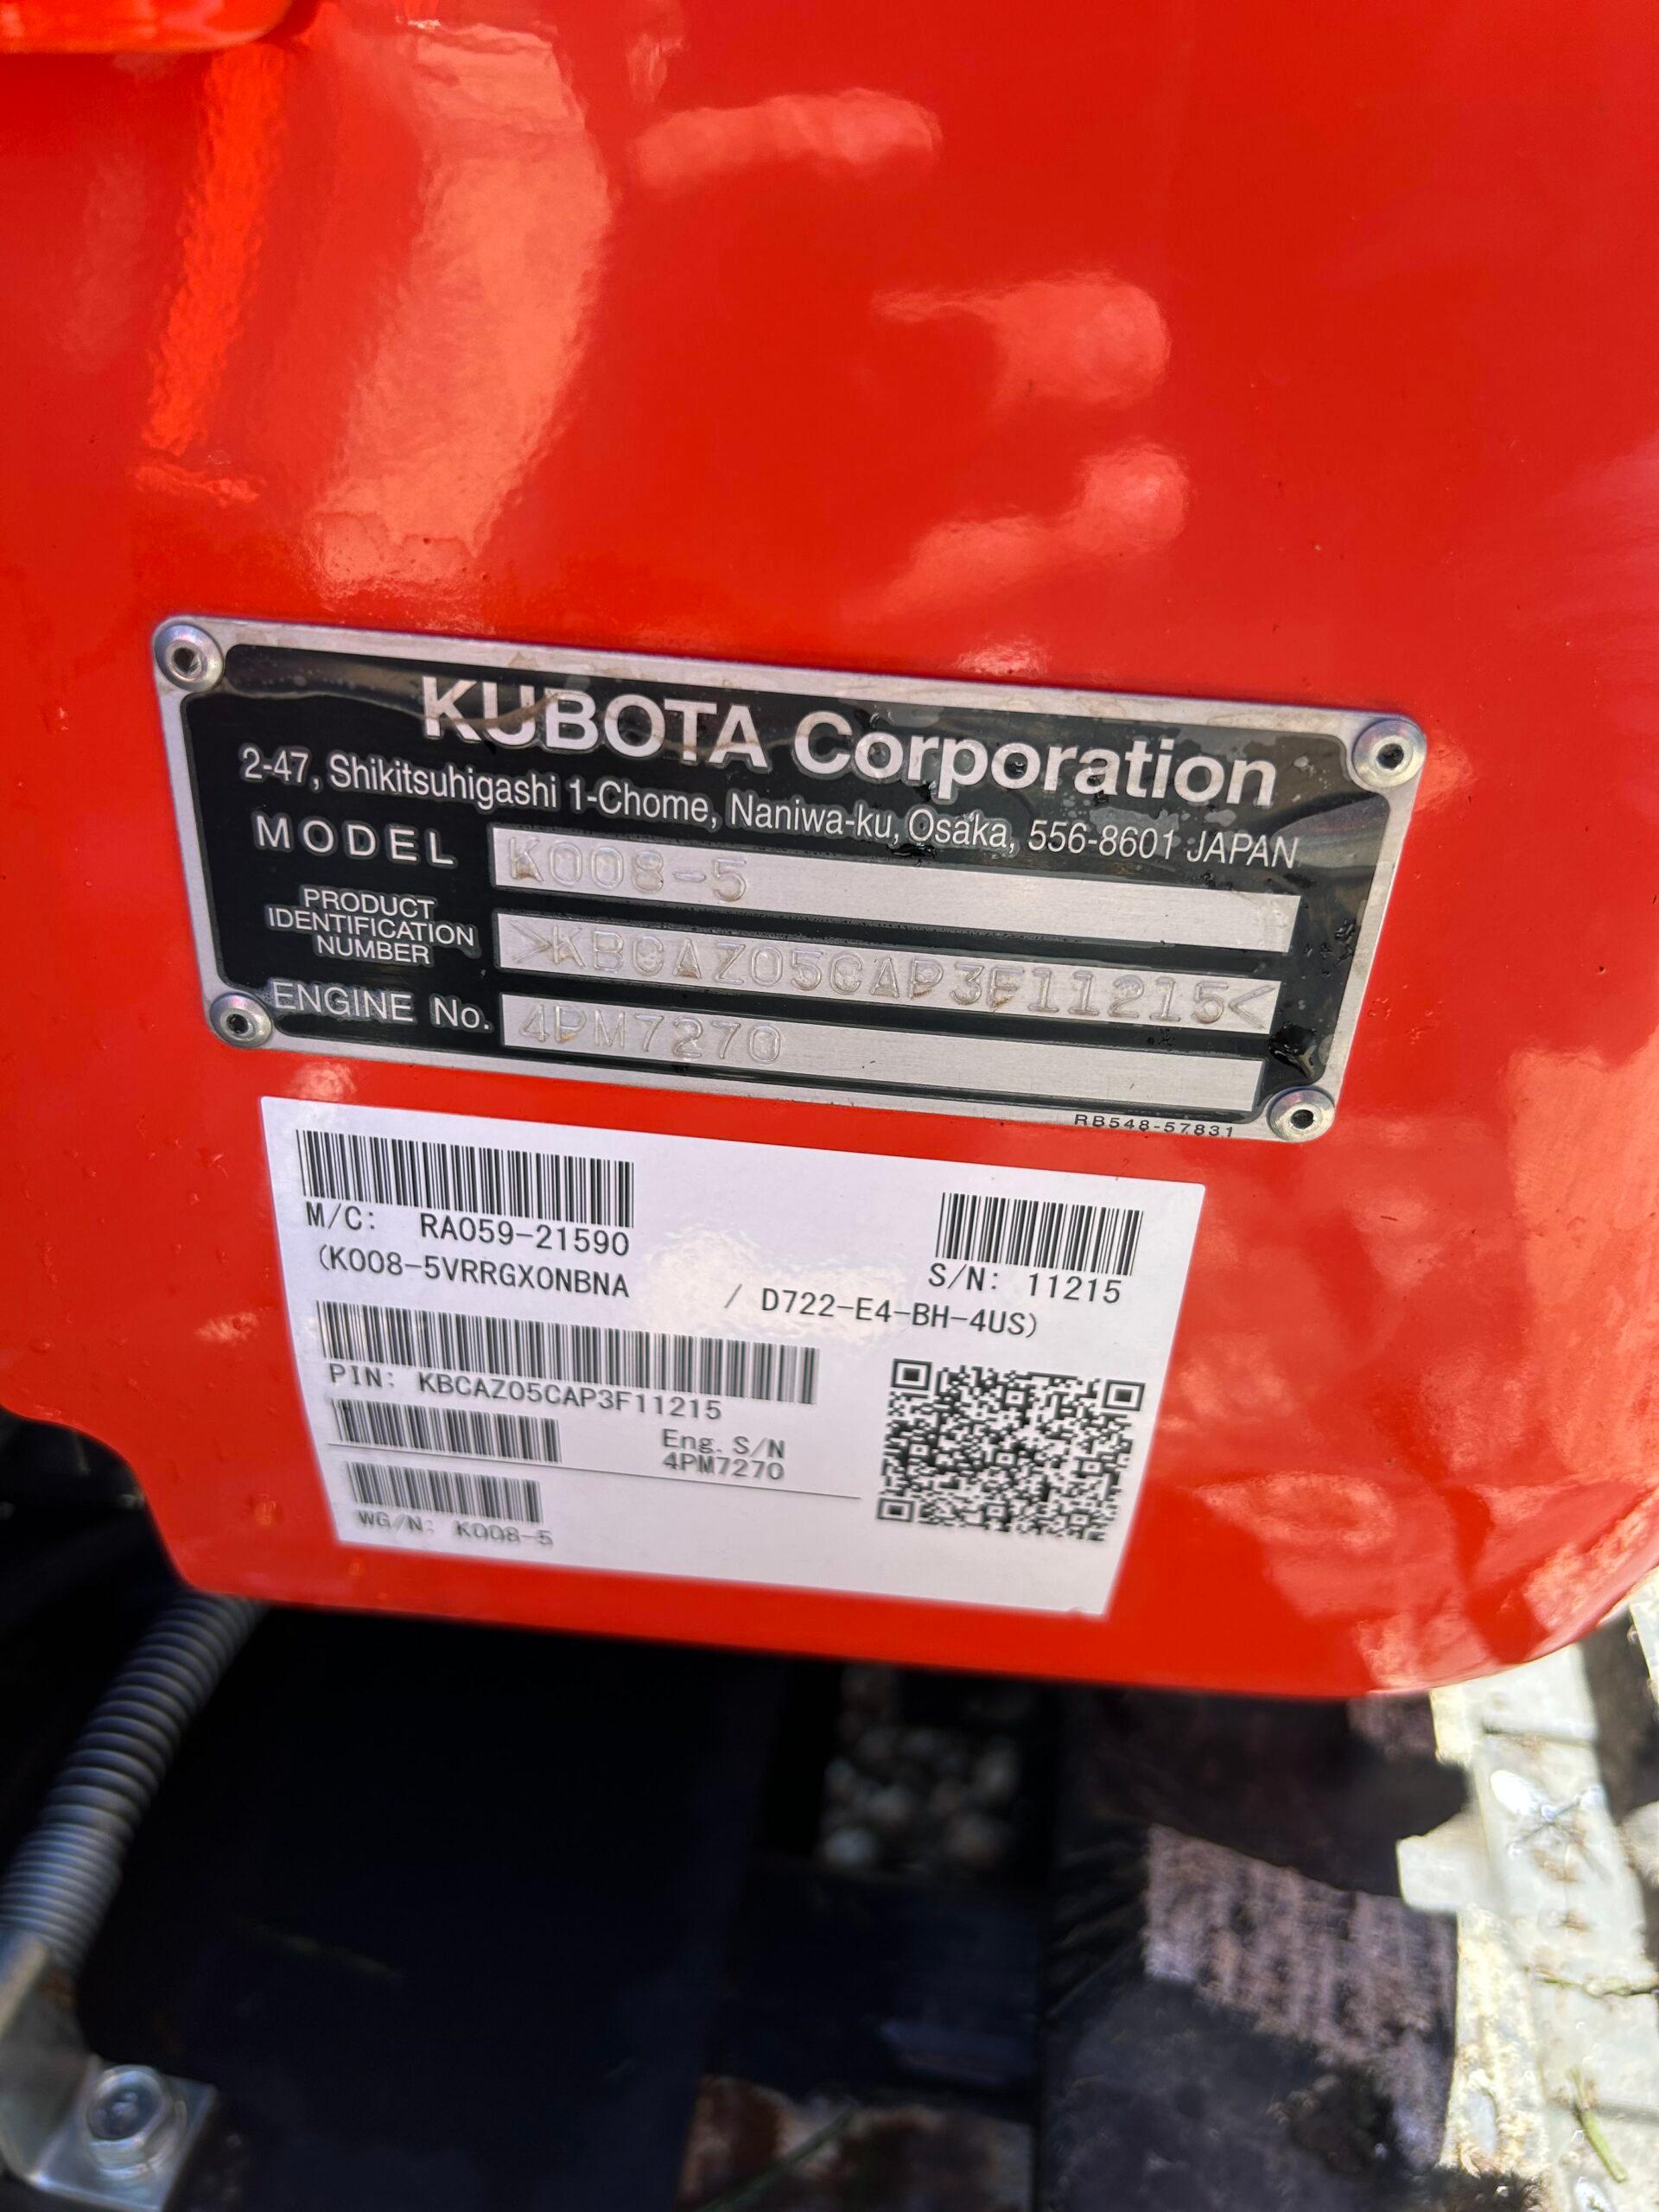 KUBOTA Corporation
2-47, Shikitsuhigashi 1-Chome, Naniwa-ku, Osaka, 556-8601 JAPAN
MODEL K008-5
PRODUCT
IDENTIFICATION
NUMBER
>KBCAZ05CAP3F11215<
ENGINE No. 4PM7270
RB548-57831
M/C: RA059-21590
S/N: 11215
(K008-5VRRGX0NBNA / D722-E4-BH-4US)
PIN: KBCAZ05CAP3F11215
Eng. S/N
4PM7270
WG/N: K008-5